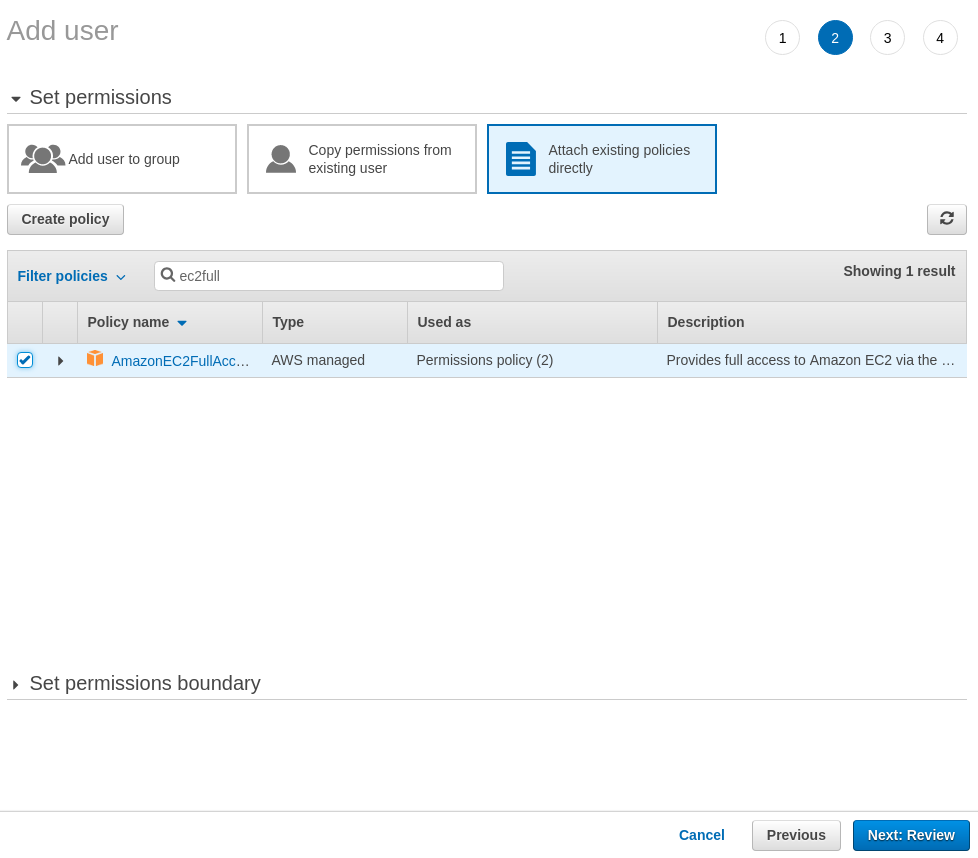 Add user
1 2 3 4
Set permissions
Add user to group
Copy permissions from
existing user
Attach existing policies
directly
Create policy
Filter policies
ec2full
Showing 1 result
Policy name Type Used as Description
AmazonEC2FullAcc… AWS managed Permissions policy (2) Provides full access to Amazon EC2 via the …
Set permissions boundary
Cancel Previous Next: Review